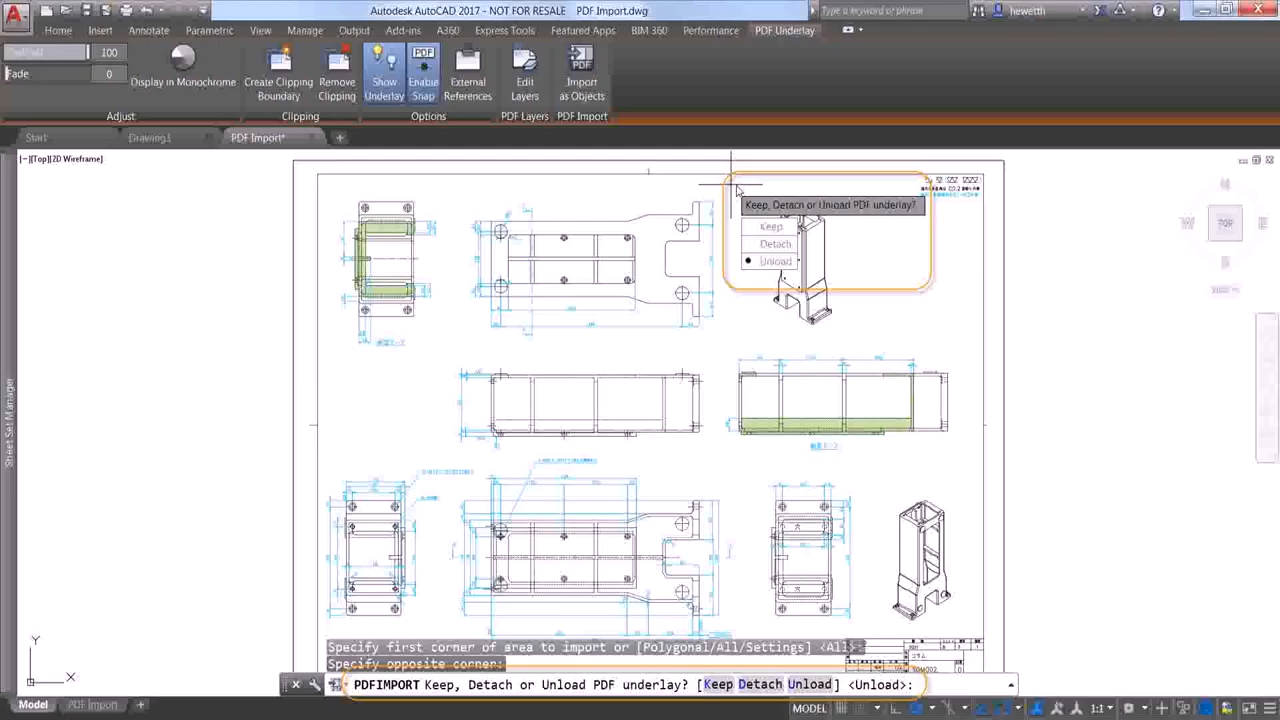 Autodesk AutoCAD 2017 - NOT FOR RESALE PDF Import.dwg
Type a keyword or phrase
hewetti
Home Insert Annotate Parametric View Manage Output Add-ins A360 Express Tools Featured Apps BIM 360 Performance PDF Underlay
100
Fade 0
Display in Monochrome
Create Clipping Boundary
Remove Clipping
Show Underlay
Enable Snap
External References
Edit Layers
Import as Objects
Adjust Clipping Options PDF Layers PDF Import
Start Drawing1 PDF Import*
[−][Top][2D Wireframe]
Keep, Detach or Unload PDF underlay?
Keep
Detach
Unload
W TOP E
Sheet Set Manager
Y
X
Specify first corner of area to import or [Polygonal/All/Settings] <All>:
Specify opposite corner:
PDFIMPORT Keep, Detach or Unload PDF underlay? [Keep Detach Unload] <Unload>:
Model PDF Import
MODEL 1:1